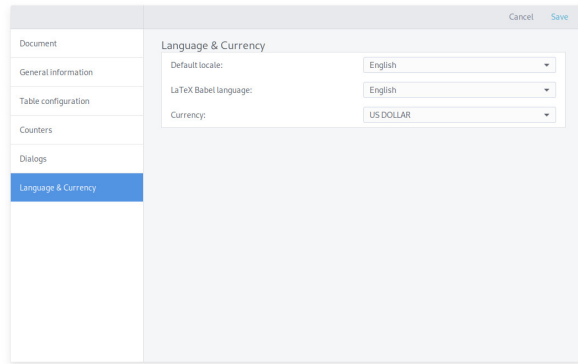 Cancel Save
Document
General information
Table configuration
Counters
Dialogs
Language & Currency
Language & Currency
Default locale: English
LaTeX Babel language: English
Currency: US DOLLAR